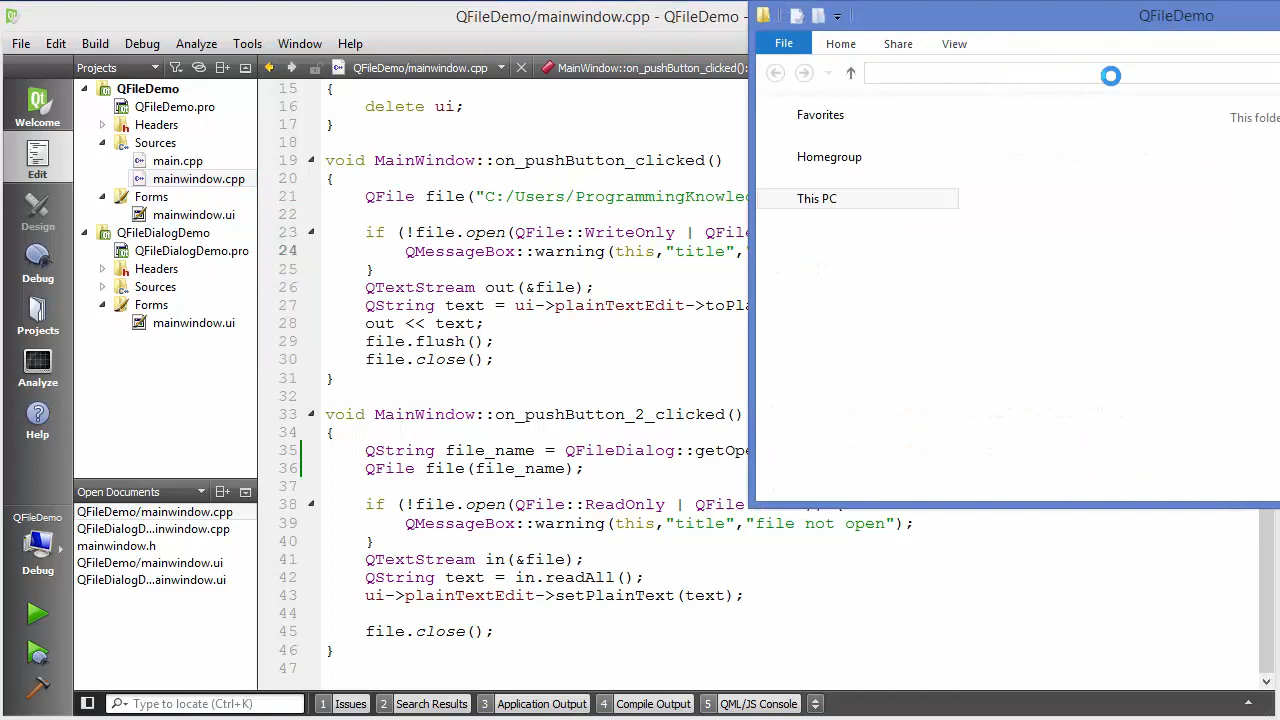 QFileDemo/mainwindow.cpp - QFileDemo -
QFileDemo
File Edit Build Debug Analyze Tools Window Help
File Home Share View
Projects
QFileDemo/mainwindow.cpp
MainWindow::on_pushButton_clicked():
QFileDemo
QFileDemo.pro
Headers
Sources
main.cpp
mainwindow.cpp
Forms
mainwindow.ui
QFileDialogDemo
QFileDialogDemo.pro
Headers
Sources
Forms
mainwindow.ui
Welcome
Edit
Design
Debug
Projects
Analyze
Help
QFileDemo
Debug
15 {
16 delete ui;
17 }
18
19 void MainWindow::on_pushButton_clicked()
20 {
21 QFile file("C:/Users/ProgrammingKnowled
22
23 if (!file.open(QFile::WriteOnly | QFile
24 QMessageBox::warning(this,"title","
25 }
26 QTextStream out(&file);
27 QString text = ui->plainTextEdit->toPla
28 out << text;
29 file.flush();
30 file.close();
31 }
32
33 void MainWindow::on_pushButton_2_clicked()
34 {
35 QString file_name = QFileDialog::getOpe
36 QFile file(file_name);
37
38 if (!file.open(QFile::ReadOnly | QFile
39 QMessageBox::warning(this,"title","file not open");
40 }
41 QTextStream in(&file);
42 QString text = in.readAll();
43 ui->plainTextEdit->setPlainText(text);
44
45 file.close();
46 }
47
Favorites
Homegroup
This PC
This folde
Open Documents
QFileDemo/mainwindow.cpp
QFileDialogD...inwindow.cpp
mainwindow.h
QFileDemo/mainwindow.ui
QFileDialogD...ainwindow.ui
Type to locate (Ctrl+K)
1 Issues 2 Search Results 3 Application Output 4 Compile Output 5 QML/JS Console